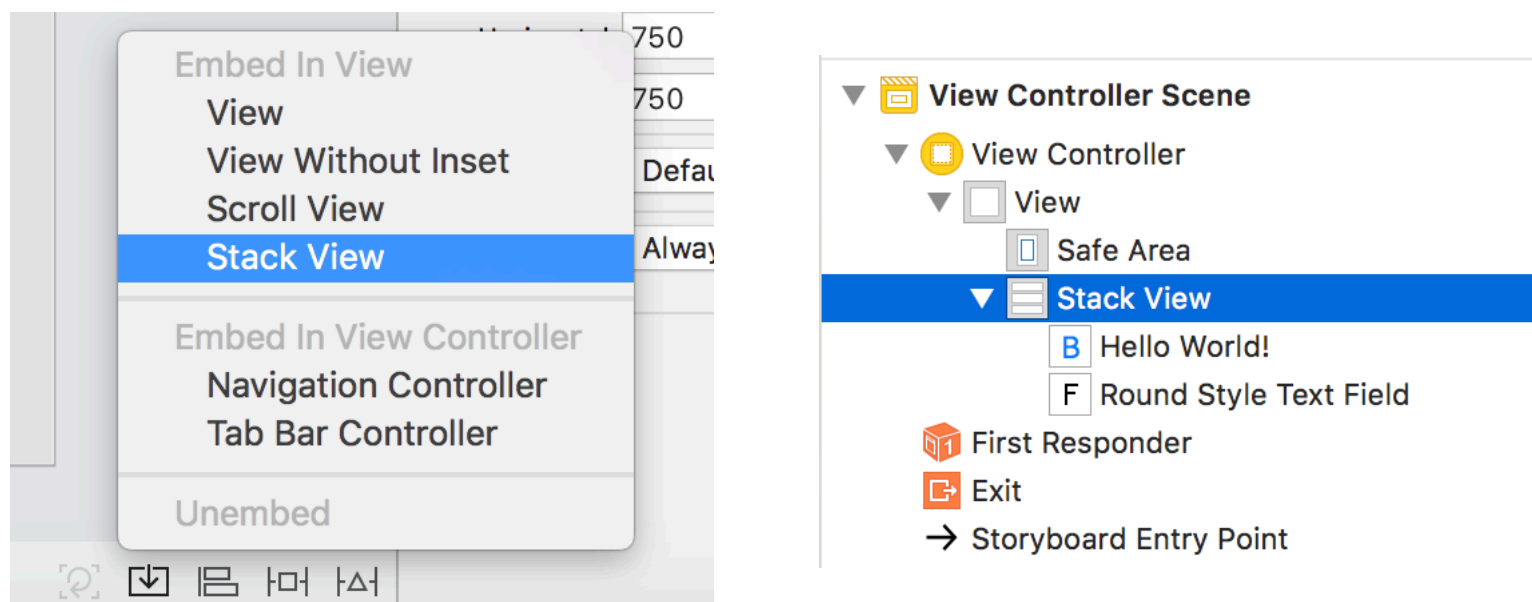 750
Embed In View
View
750
View Without Inset
Scroll View
Stack View
Embed In View Controller
Navigation Controller
Tab Bar Controller
Unembed
View Controller Scene
View Controller
View
Safe Area
Stack View
B Hello World!
F Round Style Text Field
1 First Responder
Exit
Storyboard Entry Point